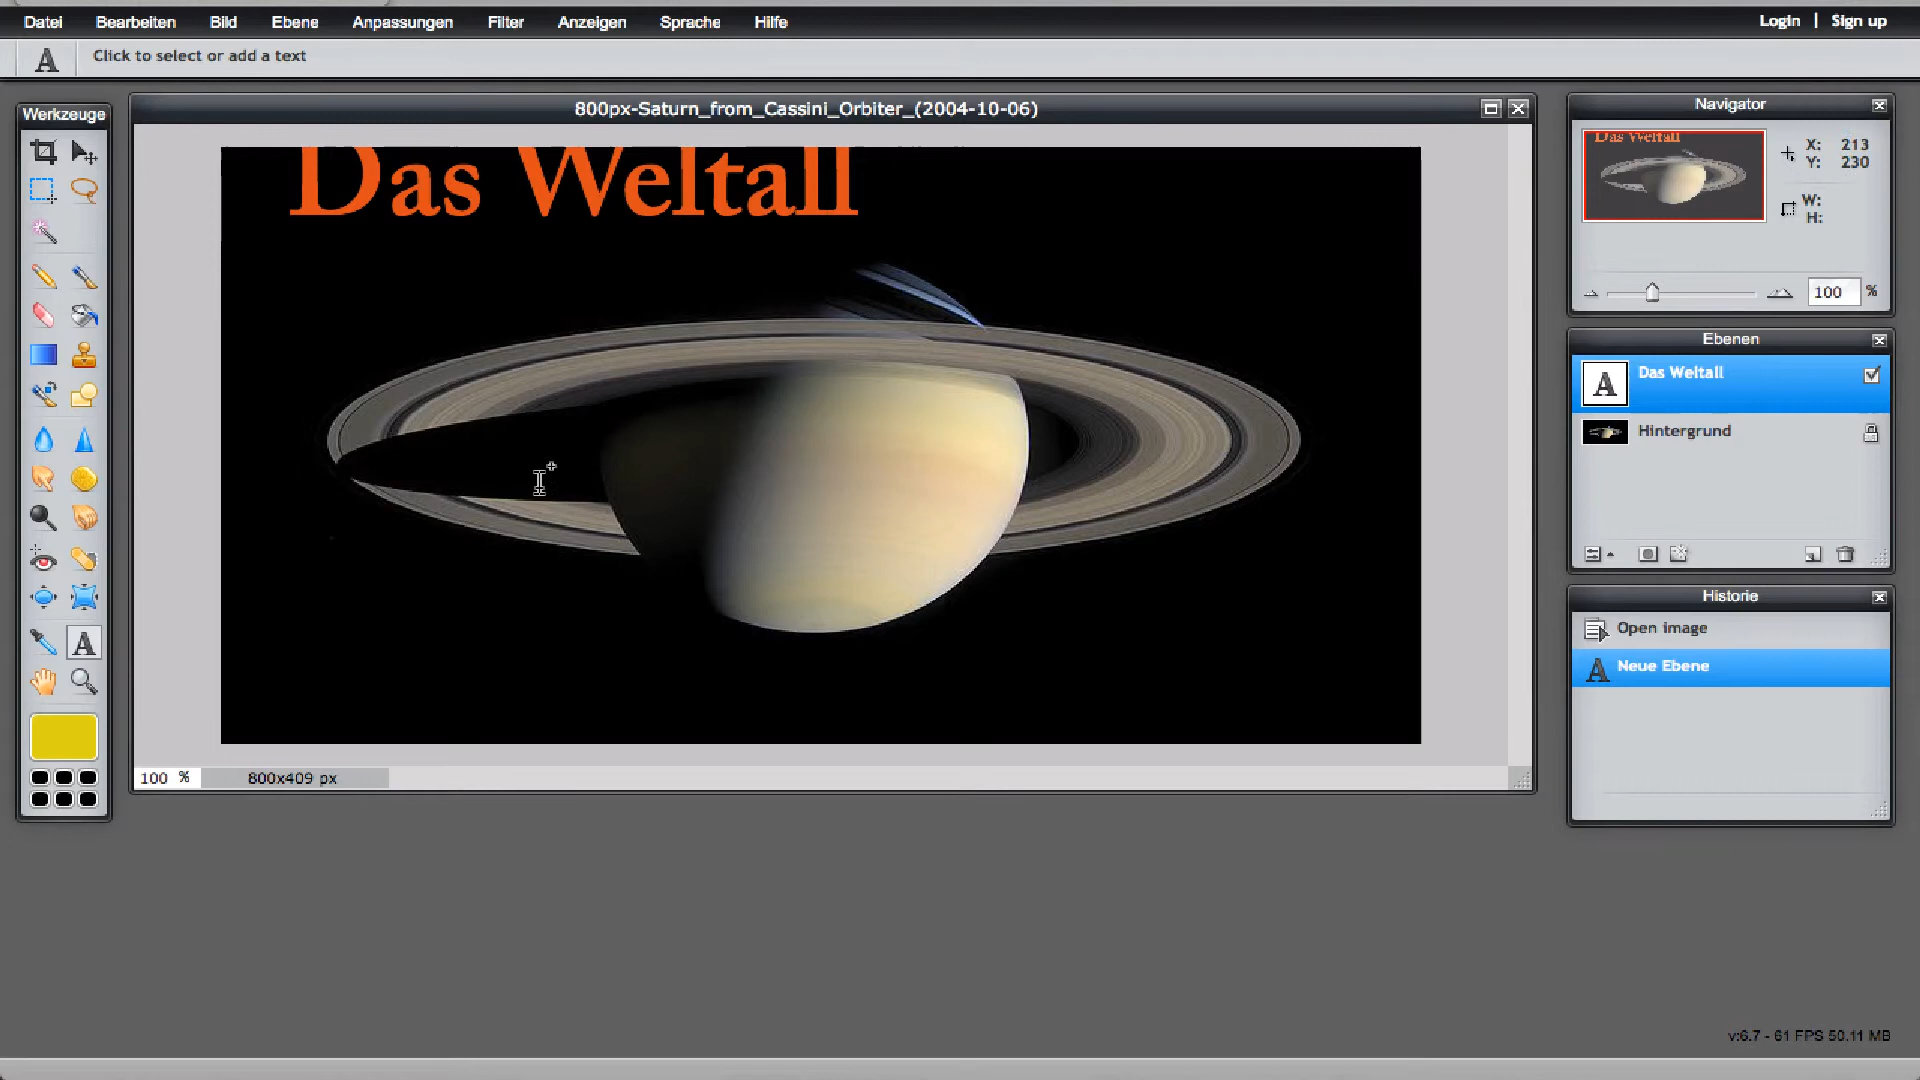 Datei Bearbeiten Bild Ebene Anpassungen Filter Anzeigen Sprache Hilfe Login | Sign up
A Click to select or add a text
Werkzeuge
800px-Saturn_from_Cassini_Orbiter_(2004-10-06)
Das Weltall
100 % 800x409 px
Navigator
Das Weltall
X: 213
Y: 230
W:
H:
100 %
Ebenen
A Das Weltall
Hintergrund
Historie
Open image
A Neue Ebene
A
v:6.7 - 61 FPS 50.11 MB